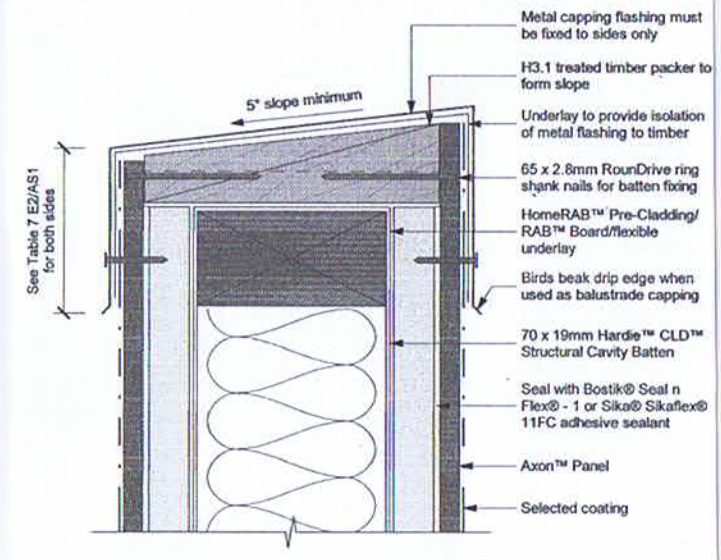 Metal capping flashing must
be fixed to sides only
H3.1 treated timber packer to
form slope
5° slope minimum
Underlay to provide isolation
of metal flashing to timber
65 x 2.8mm RounDrive ring
shank nails for batten fixing
See Table 7 E2/AS1
for both sides
HomeRAB™ Pre-Cladding/
RAB™ Board/flexible
underlay
Birds beak drip edge when
used as balustrade capping
70 x 19mm Hardie™ CLD™
Structural Cavity Batten
Seal with Bostik® Seal n
Flex® - 1 or Sika® Sikaflex®
11FC adhesive sealant
Axon™ Panel
Selected coating